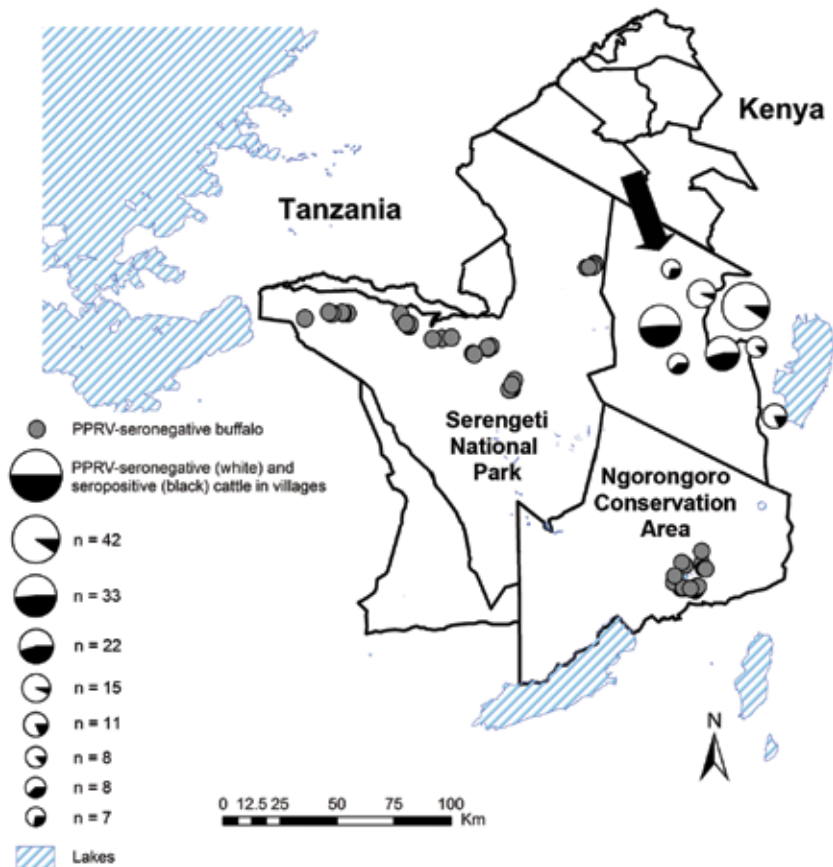 Kenya
Tanzania
Serengeti
National
Park
Ngorongoro
Conservation
Area
PPRV-seronegative buffalo
PPRV-seronegative (white) and
seropositive (black) cattle in villages
n = 42
n = 33
n = 22
n = 15
n = 11
n = 8
n = 8
n = 7
Lakes
N
0 12.5 25 50 75 100
Km